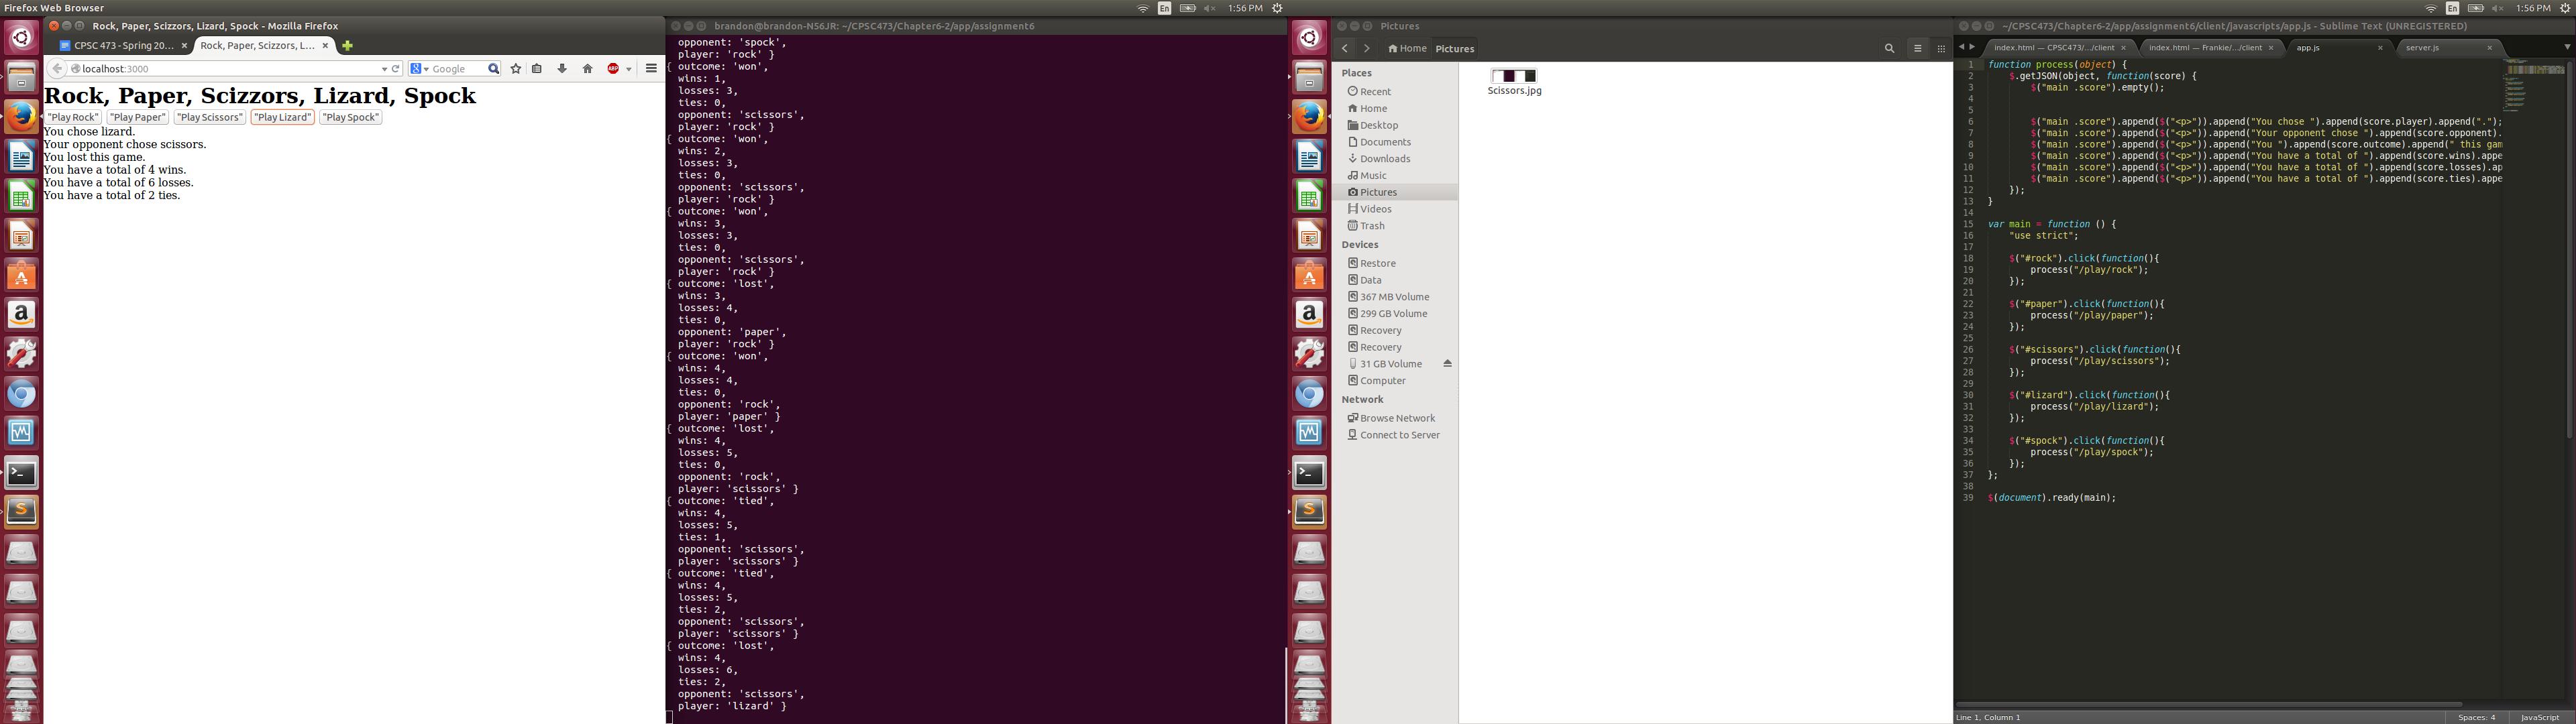 Firefox Web Browser
En
1:56 PM
En
1:56 PM
Rock, Paper, Scizzors, Lizard, Spock - Mozilla Firefox
CPSC 473 - Spring 20...
Rock, Paper, Scizzors, L...
localhost:3000
Google
ABP
Rock, Paper, Scizzors, Lizard, Spock
"Play Rock" "Play Paper" "Play Scissors" "Play Lizard" "Play Spock"
You chose lizard.
Your opponent chose scissors.
You lost this game.
You have a total of 4 wins.
You have a total of 6 losses.
You have a total of 2 ties.
brandon@brandon-N56JR: ~/CPSC473/Chapter6-2/app/assignment6
opponent: 'spock',
player: 'rock' }
{ outcome: 'won',
wins: 1,
losses: 3,
ties: 0,
opponent: 'scissors',
player: 'rock' }
{ outcome: 'won',
wins: 2,
losses: 3,
ties: 0,
opponent: 'scissors',
player: 'rock' }
{ outcome: 'won',
wins: 3,
losses: 3,
ties: 0,
opponent: 'scissors',
player: 'rock' }
{ outcome: 'lost',
wins: 3,
losses: 4,
ties: 0,
opponent: 'paper',
player: 'rock' }
{ outcome: 'won',
wins: 4,
losses: 4,
ties: 0,
opponent: 'rock',
player: 'paper' }
{ outcome: 'lost',
wins: 4,
losses: 5,
ties: 0,
opponent: 'rock',
player: 'scissors' }
{ outcome: 'tied',
wins: 4,
losses: 5,
ties: 1,
opponent: 'scissors',
player: 'scissors' }
{ outcome: 'tied',
wins: 4,
losses: 5,
ties: 2,
opponent: 'scissors',
player: 'scissors' }
{ outcome: 'lost',
wins: 4,
losses: 6,
ties: 2,
opponent: 'scissors',
player: 'lizard' }
Pictures
Home
Pictures
Places
Recent
Home
Desktop
Documents
Downloads
Music
Pictures
Videos
Trash
Devices
Restore
Data
367 MB Volume
299 GB Volume
Recovery
Recovery
31 GB Volume
Computer
Network
Browse Network
Connect to Server
Scissors.jpg
~/CPSC473/Chapter6-2/app/assignment6/client/javascripts/app.js - Sublime Text (UNREGISTERED)
index.html — CPSC473/.../client
index.html — Frankie/.../client
app.js
server.js
1 function process(object) {
2 $.getJSON(object, function(score) {
3 $("main .score").empty();
4
5
6 $("main .score").append($("<p>")).append("You chose ").append(score.player).append(".");
7 $("main .score").append($("<p>")).append("Your opponent chose ").append(score.opponent).
8 $("main .score").append($("<p>")).append("You ").append(score.outcome).append(" this gam
9 $("main .score").append($("<p>")).append("You have a total of ").append(score.wins).appe
10 $("main .score").append($("<p>")).append("You have a total of ").append(score.losses).ap
11 $("main .score").append($("<p>")).append("You have a total of ").append(score.ties).appe
12 });
13 }
14
15 var main = function () {
16 "use strict";
17
18 $("#rock").click(function(){
19 process("/play/rock");
20 });
21
22 $("#paper").click(function(){
23 process("/play/paper");
24 });
25
26 $("#scissors").click(function(){
27 process("/play/scissors");
28 });
29
30 $("#lizard").click(function(){
31 process("/play/lizard");
32 });
33
34 $("#spock").click(function(){
35 process("/play/spock");
36 });
37 };
38
39 $(document).ready(main);
Line 1, Column 1
Spaces: 4
JavaScript